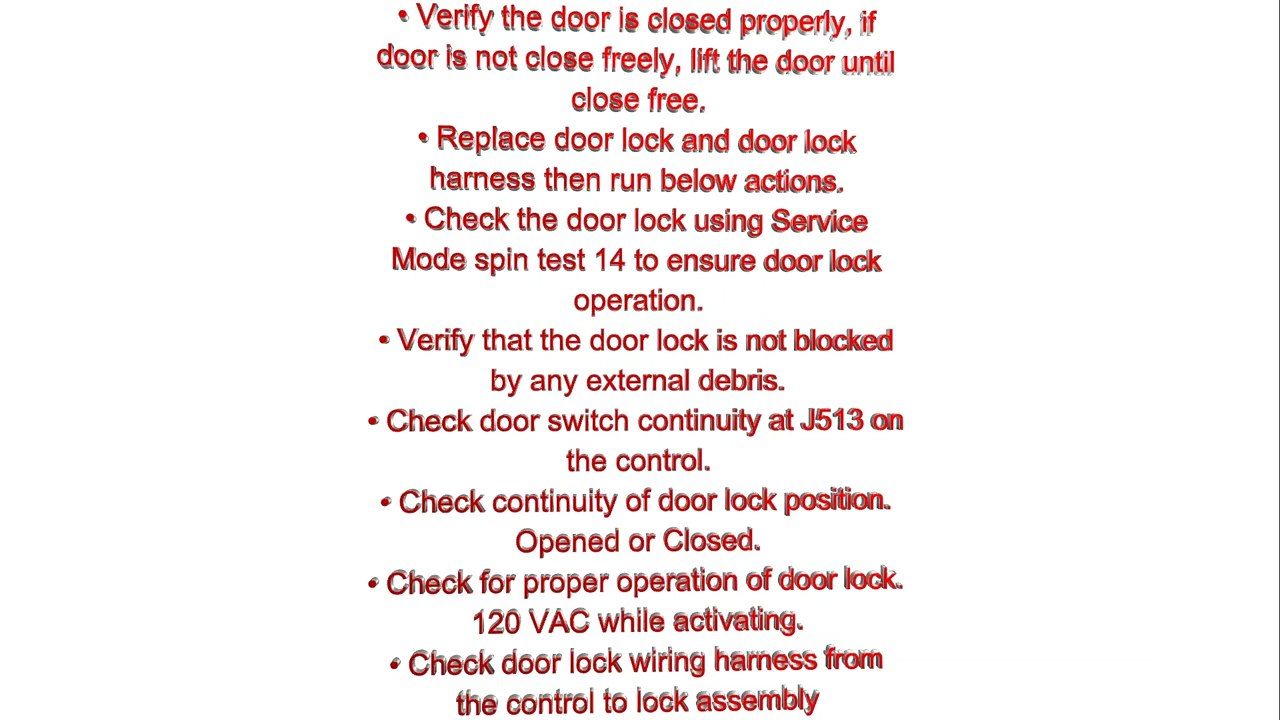 • Verify the door is closed properly, if
door is not close freely, lift the door until
close free.
• Replace door lock and door lock
harness then run below actions.
• Check the door lock using Service
Mode spin test 14 to ensure door lock
operation.
• Verify that the door lock is not blocked
by any external debris.
• Check door switch continuity at J513 on
the control.
• Check continuity of door lock position.
Opened or Closed.
• Check for proper operation of door lock.
120 VAC while activating.
• Check door lock wiring harness from
the control to lock assembly